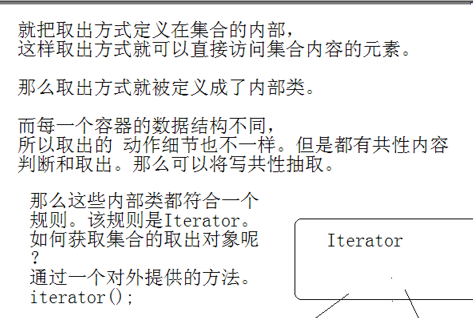 就把取出方式定义在集合的内部,
这样取出方式就可以直接访问集合内容的元素。
那么取出方式就被定义成了内部类。
而每一个容器的数据结构不同,
所以取出的 动作细节也不一样。但是都有共性内容
判断和取出。那么可以将写共性抽取。
那么这些内部类都符合一个
规则。该规则是Iterator。
如何获取集合的取出对象呢
?
通过一个对外提供的方法。
iterator();
Iterator